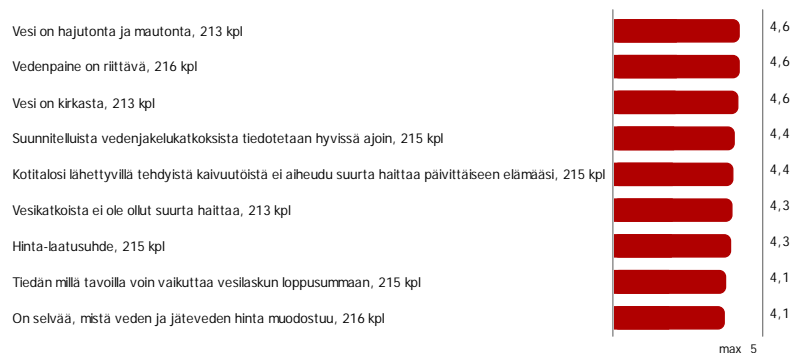 Vesi on hajutonta ja mautonta, 213 kpl 4,6
Vedenpaine on riittävä, 216 kpl 4,6
Vesi on kirkasta, 213 kpl 4,6
Suunnitelluista vedenjakelukatkoksista tiedotetaan hyvissä ajoin, 215 kpl 4,4
Kotitalosi lähettyvillä tehdyistä kaivuutöistä ei aiheudu suurta haittaa päivittäiseen elämääsi, 215 kpl 4,4
Vesikatkoista ei ole ollut suurta haittaa, 213 kpl 4,3
Hinta-laatusuhde, 215 kpl 4,3
Tiedän millä tavoilla voin vaikuttaa vesilaskun loppusummaan, 215 kpl 4,1
On selvää, mistä veden ja jäteveden hinta muodostuu, 216 kpl 4,1
max 5